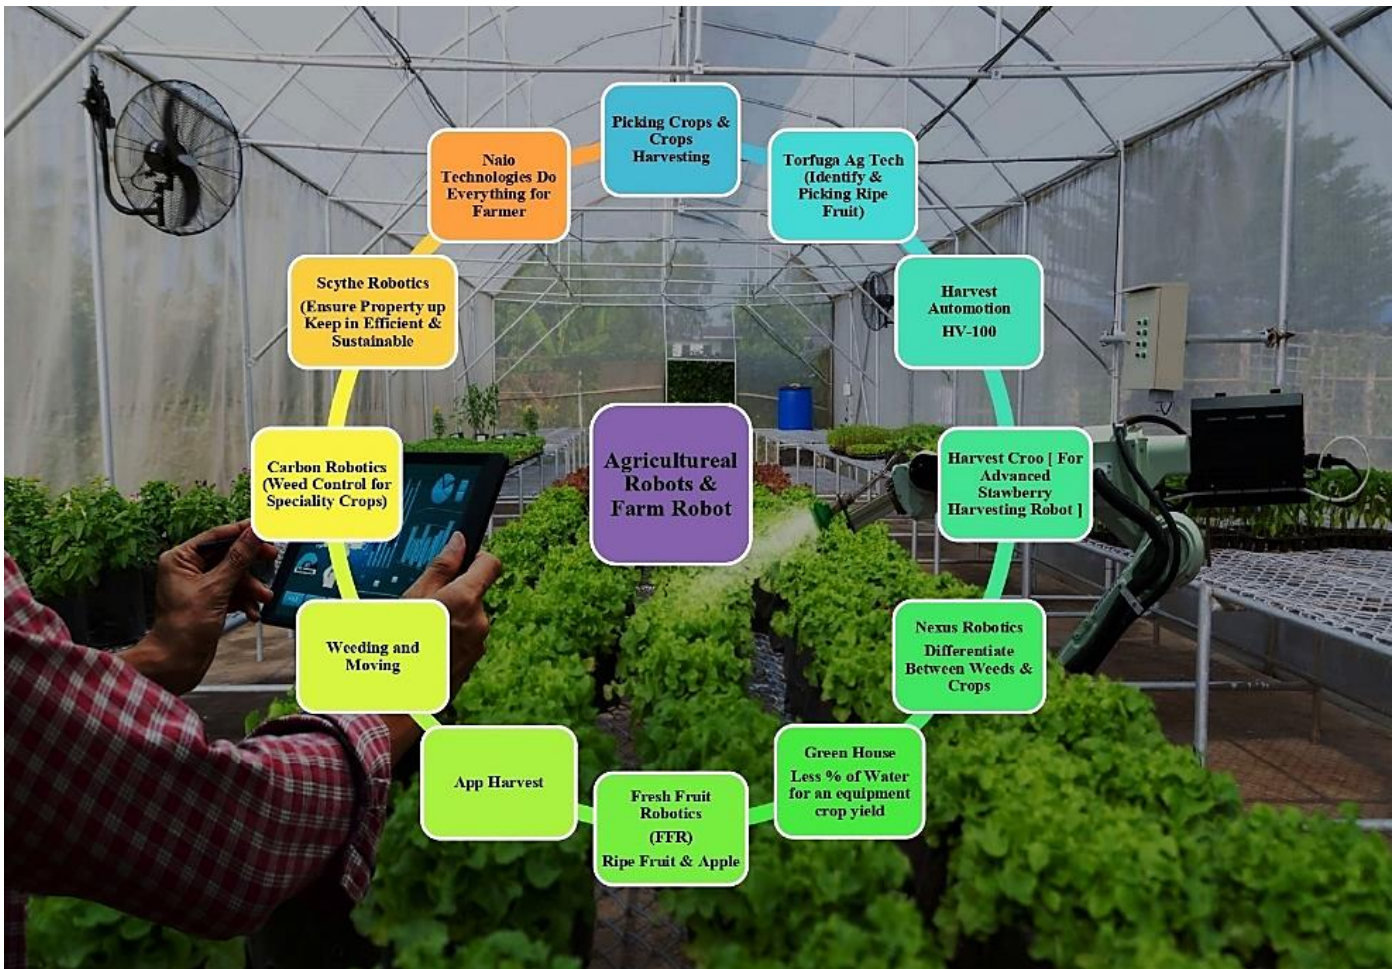 Picking Crops &
Crops
Harvesting
Torfuga Ag Tech
(Identify &
Picking Ripe
Fruit)
Harvest
Automotion
HV-100
Harvest Croo [ For
Advanced
Stawberry
Harvesting Robot ]
Nexus Robotics
Differentiate
Between Weeds &
Crops
Green House
Less % of Water
for an equipment
crop yield
Fresh Fruit
Robotics
(FFR)
Ripe Fruit & Apple
App Harvest
Weeding and
Moving
Carbon Robotics
(Weed Control for
Speciality Crops)
Scythe Robotics
(Ensure Property up
Keep in Efficient &
Sustainable
Naio
Technologies Do
Everything for
Farmer
Agricultureal
Robots &
Farm Robot